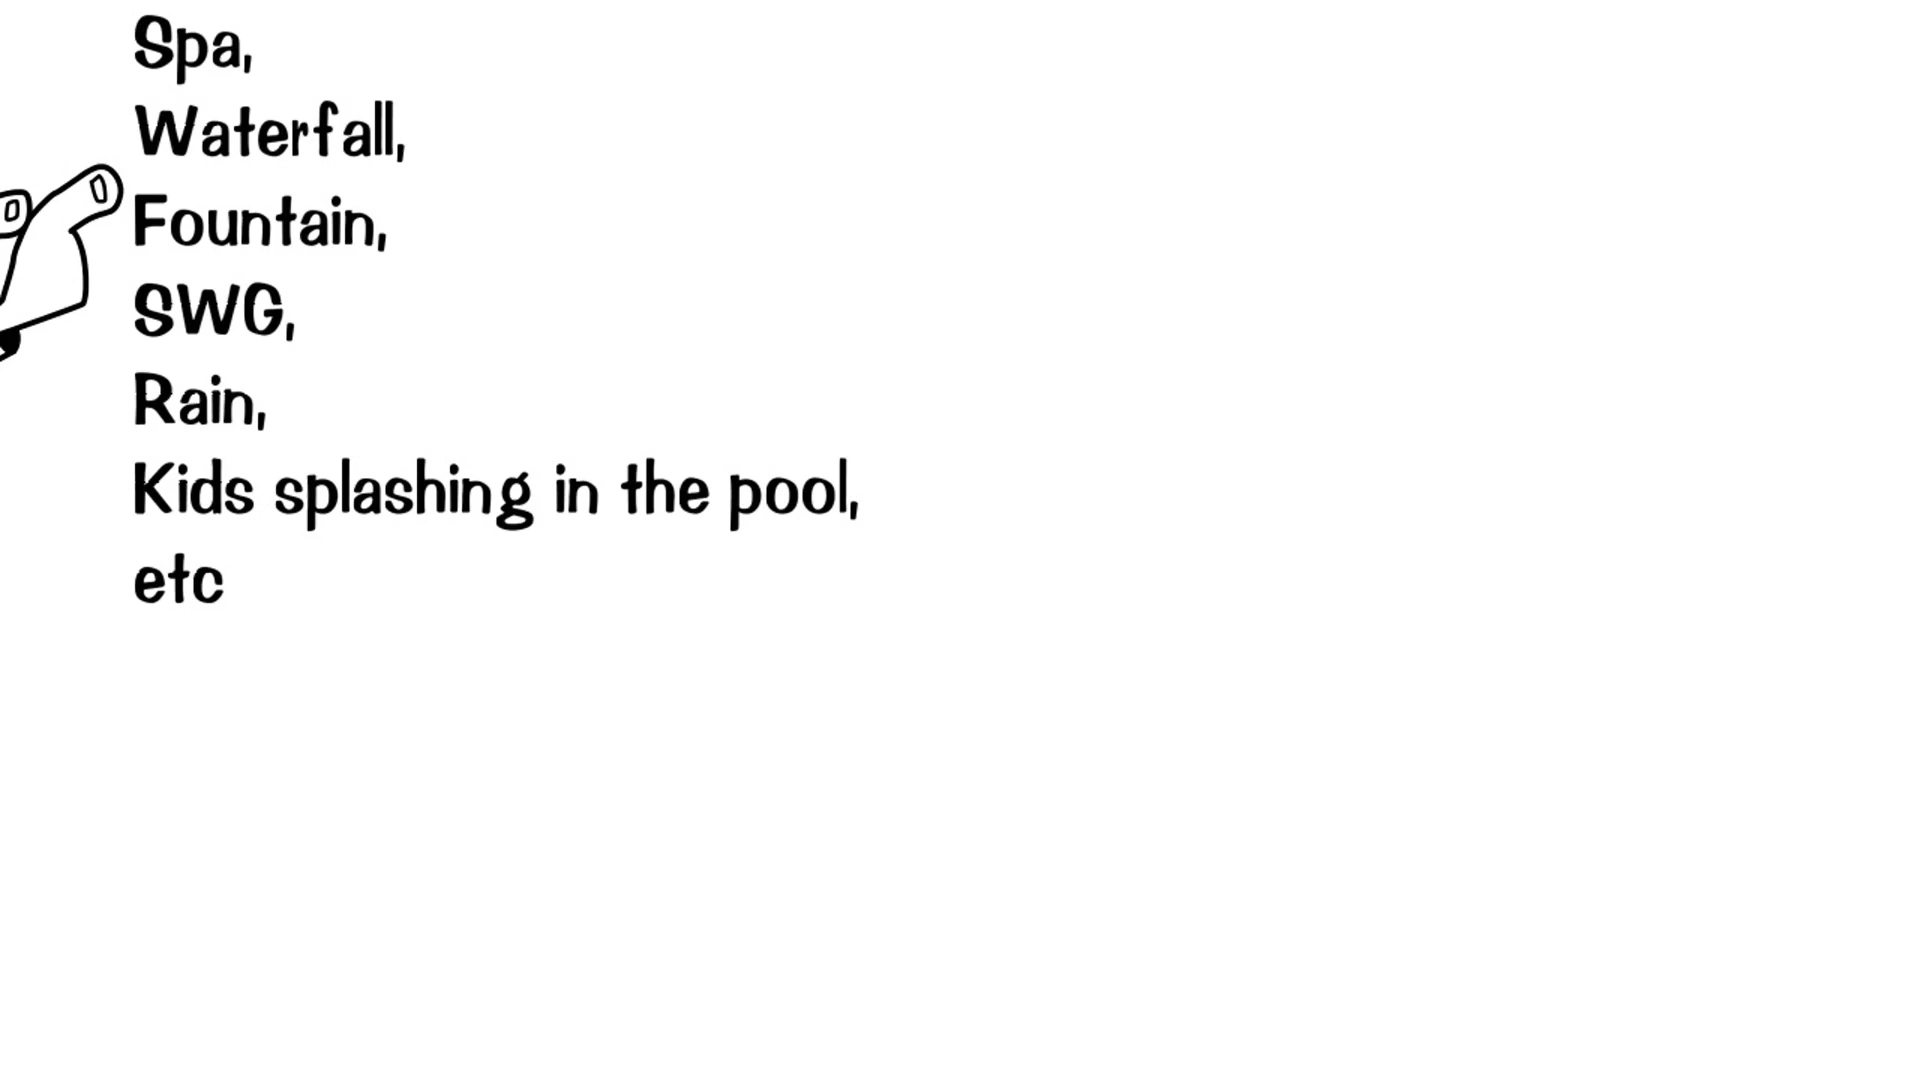 Spa,
Waterfall,
Fountain,
SWG,
Rain,
Kids splashing in the pool,
etc